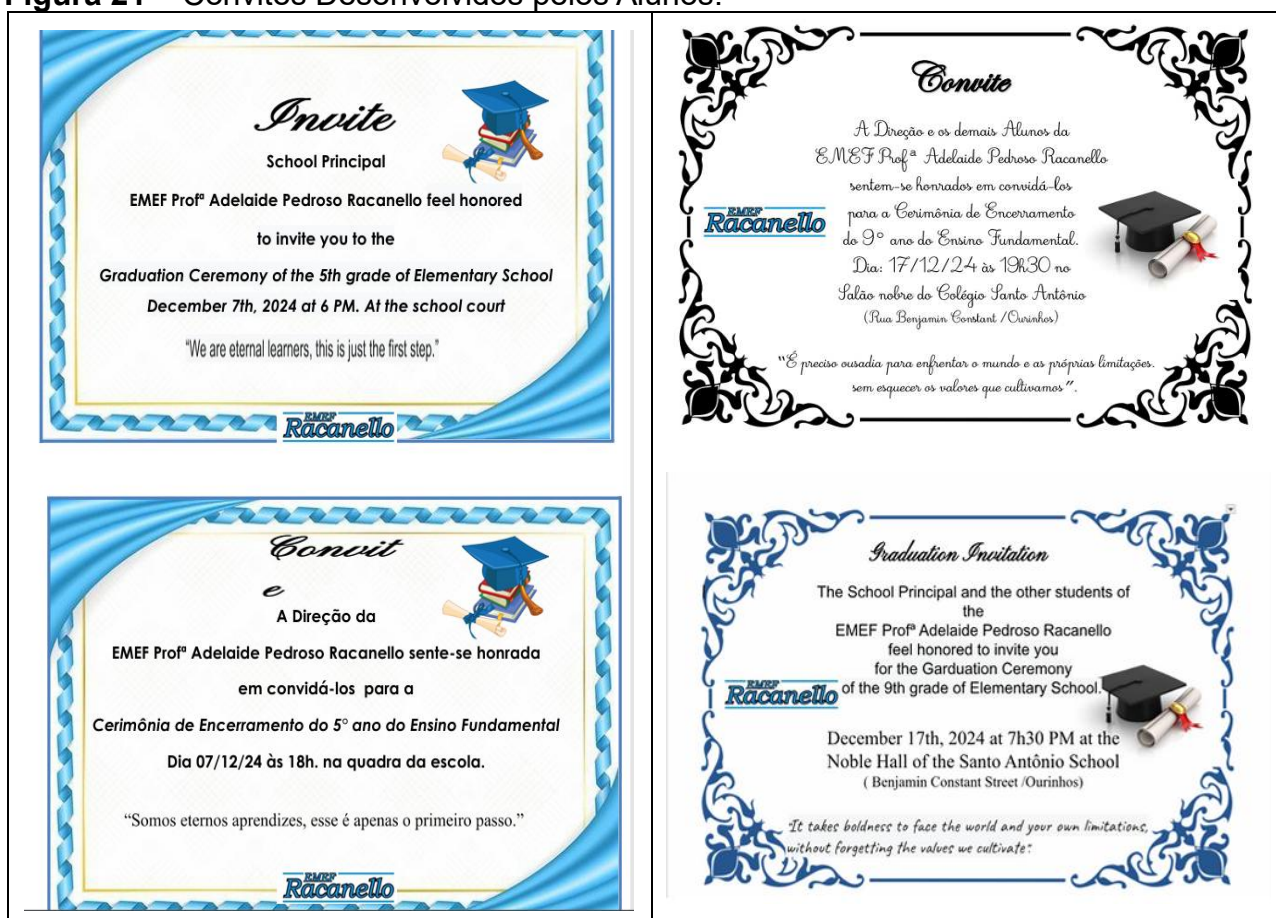 Figura 21 – Convites Desenvolvidos pelos Alunos.
Invite
School Principal
EMEF Profª Adelaide Pedroso Racanello feel honored
to invite you to the
Graduation Ceremony of the 5th grade of Elementary School
December 7th, 2024 at 6 PM. At the school court
"We are eternal learners, this is just the first step."
EMEF
Racanello
Convite
A Direção e os demais Alunos da
EMEF Profª Adelaide Pedroso Racanello
sentem-se honrados em convidá-los
para a Cerimônia de Encerramento
do 9° ano do Ensino Fundamental.
Dia: 17/12/24 às 19h30 no
Salão nobre do Colégio Santo Antônio
(Rua Benjamin Constant /Ourinhos)
EMEF
Racanello
"É preciso ousadia para enfrentar o mundo e as próprias limitações.
sem esquecer os valores que cultivamos".
Convit
e
A Direção da
EMEF Profª Adelaide Pedroso Racanello sente-se honrada
em convidá-los para a
Cerimônia de Encerramento do 5° ano do Ensino Fundamental
Dia 07/12/24 às 18h. na quadra da escola.
“Somos eternos aprendizes, esse é apenas o primeiro passo.”
EMEF
Racanello
Graduation Invitation
The School Principal and the other students of
the
EMEF Profª Adelaide Pedroso Racanello
feel honored to invite you
for the Garduation Ceremony
of the 9th grade of Elementary School.
EMEF
Racanello
December 17th, 2024 at 7h30 PM at the
Noble Hall of the Santo Antônio School
( Benjamin Constant Street /Ourinhos)
"It takes boldness to face the world and your own limitations,
without forgetting the values we cultivate".